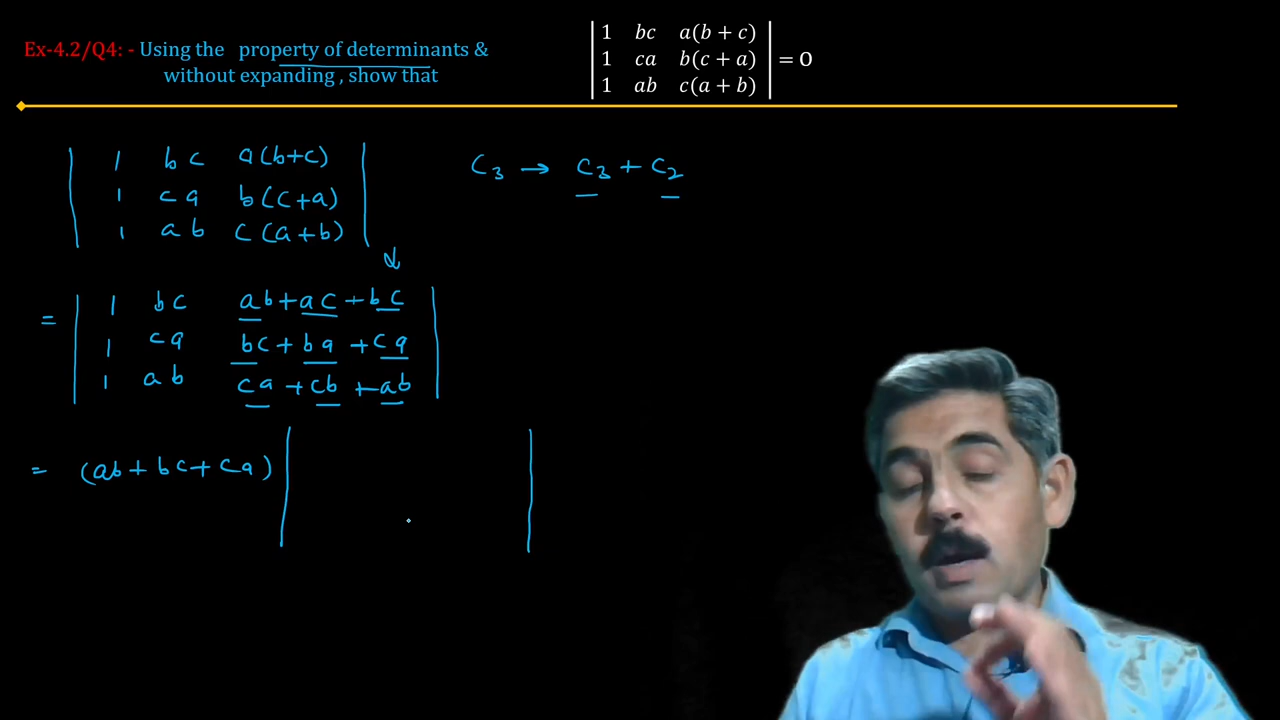 Ex-4.2/Q4: - Using the property of determinants &
without expanding , show that
1 bc a(b + c)
1 ca b(c + a) = 0
1 ab c(a + b)
1 bc a(b+c) C3 → C3 + C2
1 ca b(c+a)
1 ab c(a+b)
↓
= 1 bc ab+ac+bc
1 ca bc+ba+ca
1 ab ca+cb+ab
= (ab+bc+ca)